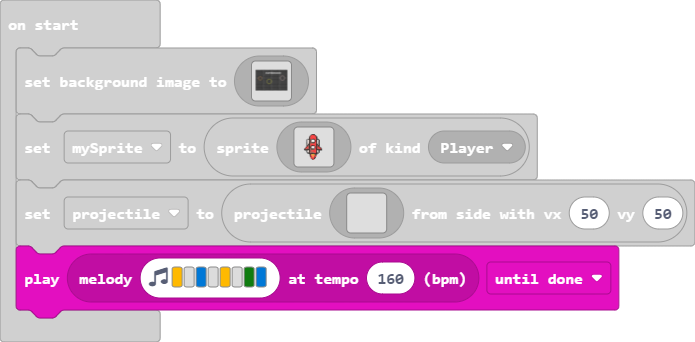 on start
set background image to
set mySprite to sprite of kind Player
set projectile to projectile from side with vx 50 vy 50
play melody at tempo 160 (bpm) until done